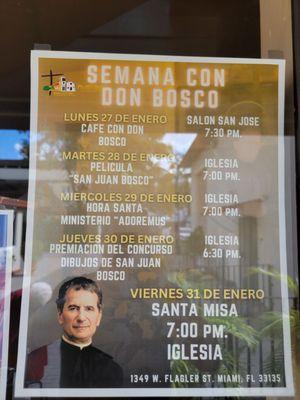 SEMANA CON
DON BOSCO
LUNES 27 DE ENERO
CAFE CON DON
BOSCO
SALON SAN JOSE
7:30 PM.
MARTES 28 DE ENERO
PELICULA
"SAN JUAN BOSCO"
IGLESIA
7:00 PM.
MIERCOLES 29 DE ENERO
HORA SANTA
MINISTERIO "ADOREMUS"
IGLESIA
7:00 PM.
JUEVES 30 DE ENERO
PREMIACION DEL CONCURSO
DIBUJOS DE SAN JUAN
BOSCO
IGLESIA
6:30 PM.
VIERNES 31 DE ENERO
SANTA MISA
7:00 PM.
IGLESIA
1349 W. FLAGLER ST. MIAMI, FL 33135